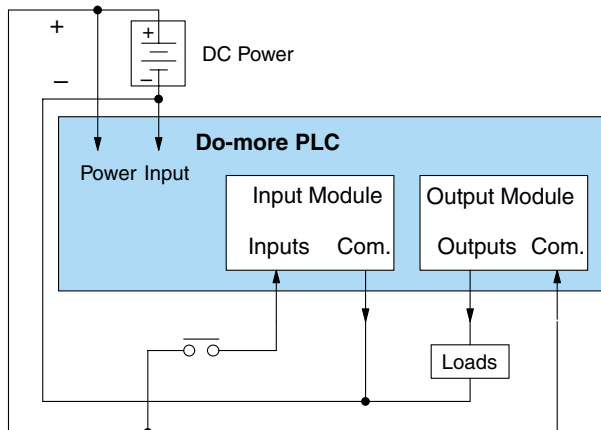 +
+
DC Power
–
–
Do-more PLC
Power Input
Input Module
Output Module
Inputs Com.
Outputs Com.
Loads